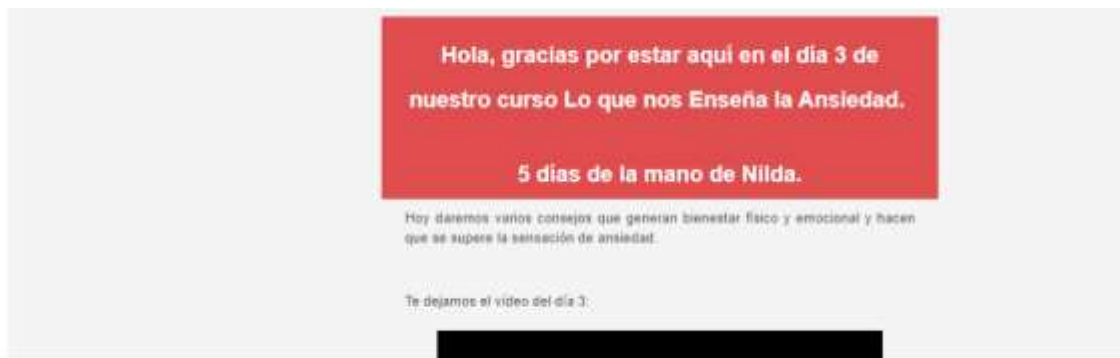 Hola, gracias por estar aquí en el día 3 de
nuestro curso Lo que nos Enseña la Ansiedad.
5 días de la mano de Nilda.
Hoy daremos varios consejos que generan bienestar físico y emocional y hacen
que se supere la sensación de ansiedad.
Te dejamos el vídeo del día 3: